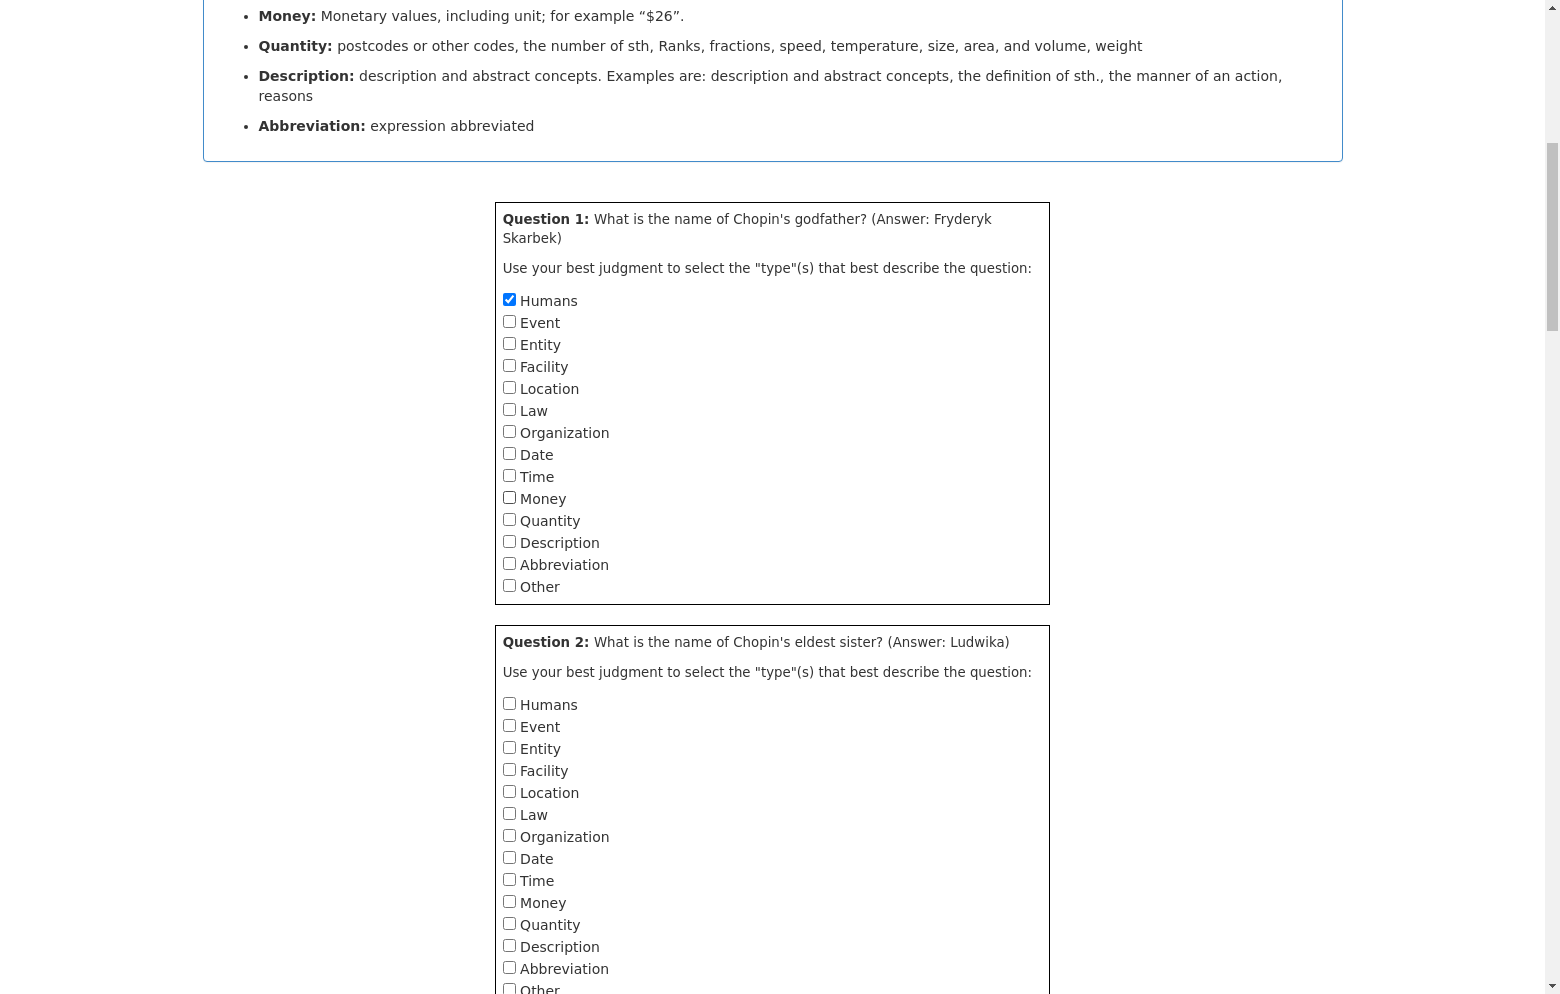 Money: Monetary values, including unit; for example “$26”.
Quantity: postcodes or other codes, the number of sth, Ranks, fractions, speed, temperature, size, area, and volume, weight
Description: description and abstract concepts. Examples are: description and abstract concepts, the definition of sth., the manner of an action,
reasons
Abbreviation: expression abbreviated
Question 1: What is the name of Chopin's godfather? (Answer: Fryderyk
Skarbek)
Use your best judgment to select the "type"(s) that best describe the question:
Humans
Event
Entity
Facility
Location
Law
Organization
Date
Time
Money
Quantity
Description
Abbreviation
Other
Question 2: What is the name of Chopin's eldest sister? (Answer: Ludwika)
Use your best judgment to select the "type"(s) that best describe the question:
Humans
Event
Entity
Facility
Location
Law
Organization
Date
Time
Money
Quantity
Description
Abbreviation
Other